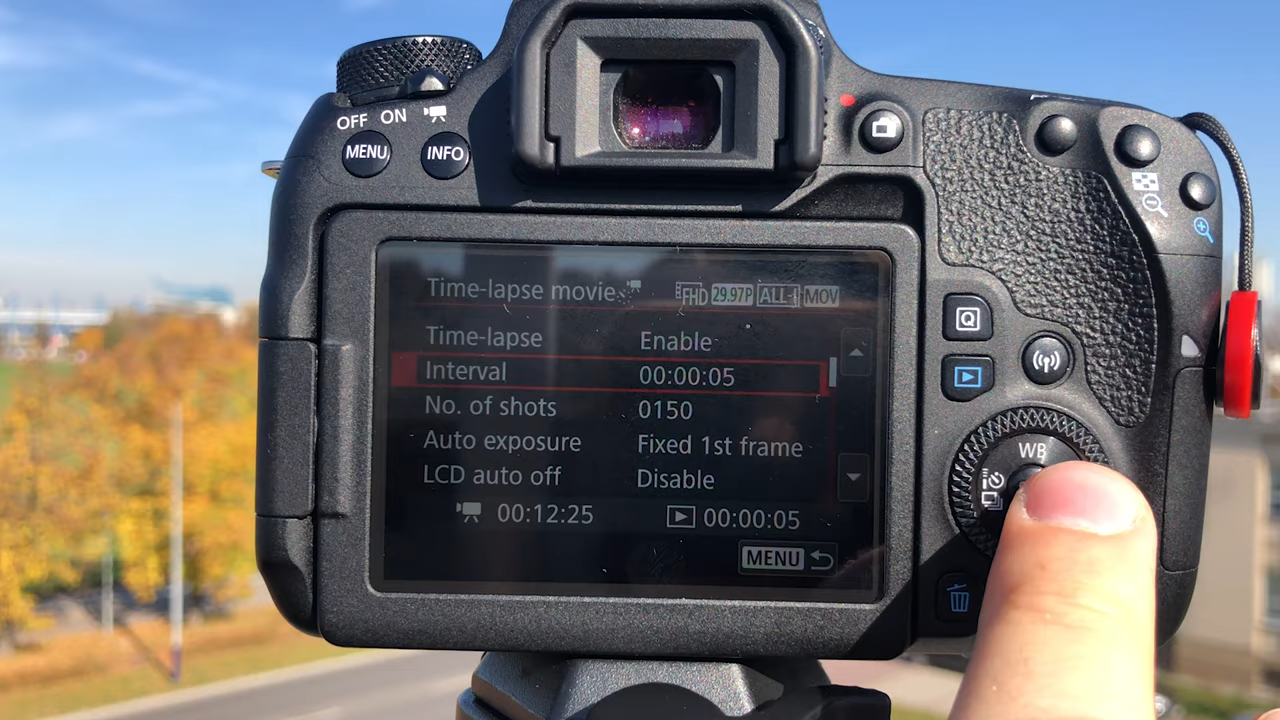 OFF ON
MENU INFO
Time-lapse movie FHD 29.97P ALL-I MOV
Time-lapse Enable
Interval 00:00:05
No. of shots 0150
Auto exposure Fixed 1st frame
LCD auto off Disable
00:12:25 00:00:05
MENU
Q
WB